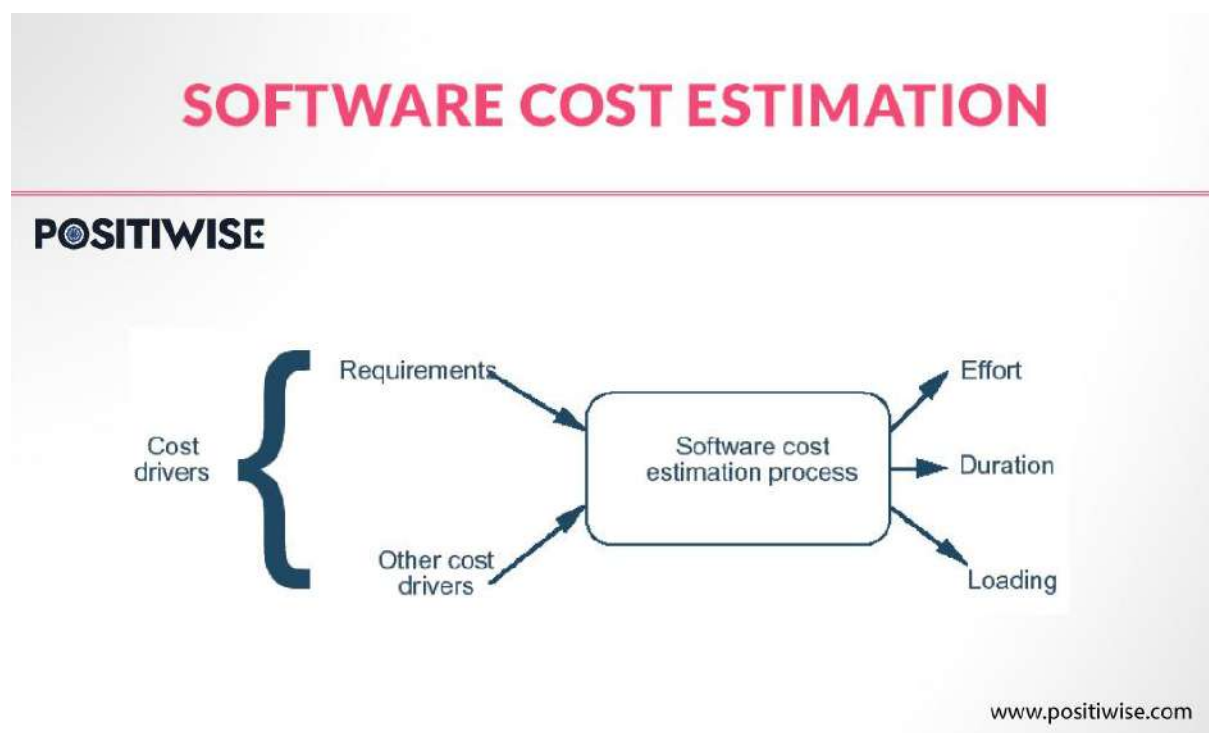 SOFTWARE COST ESTIMATION
POSITIWISE
Requirements
Effort
Cost
drivers
Software cost
estimation process
Duration
Other cost
drivers
Loading
www.positiwise.com